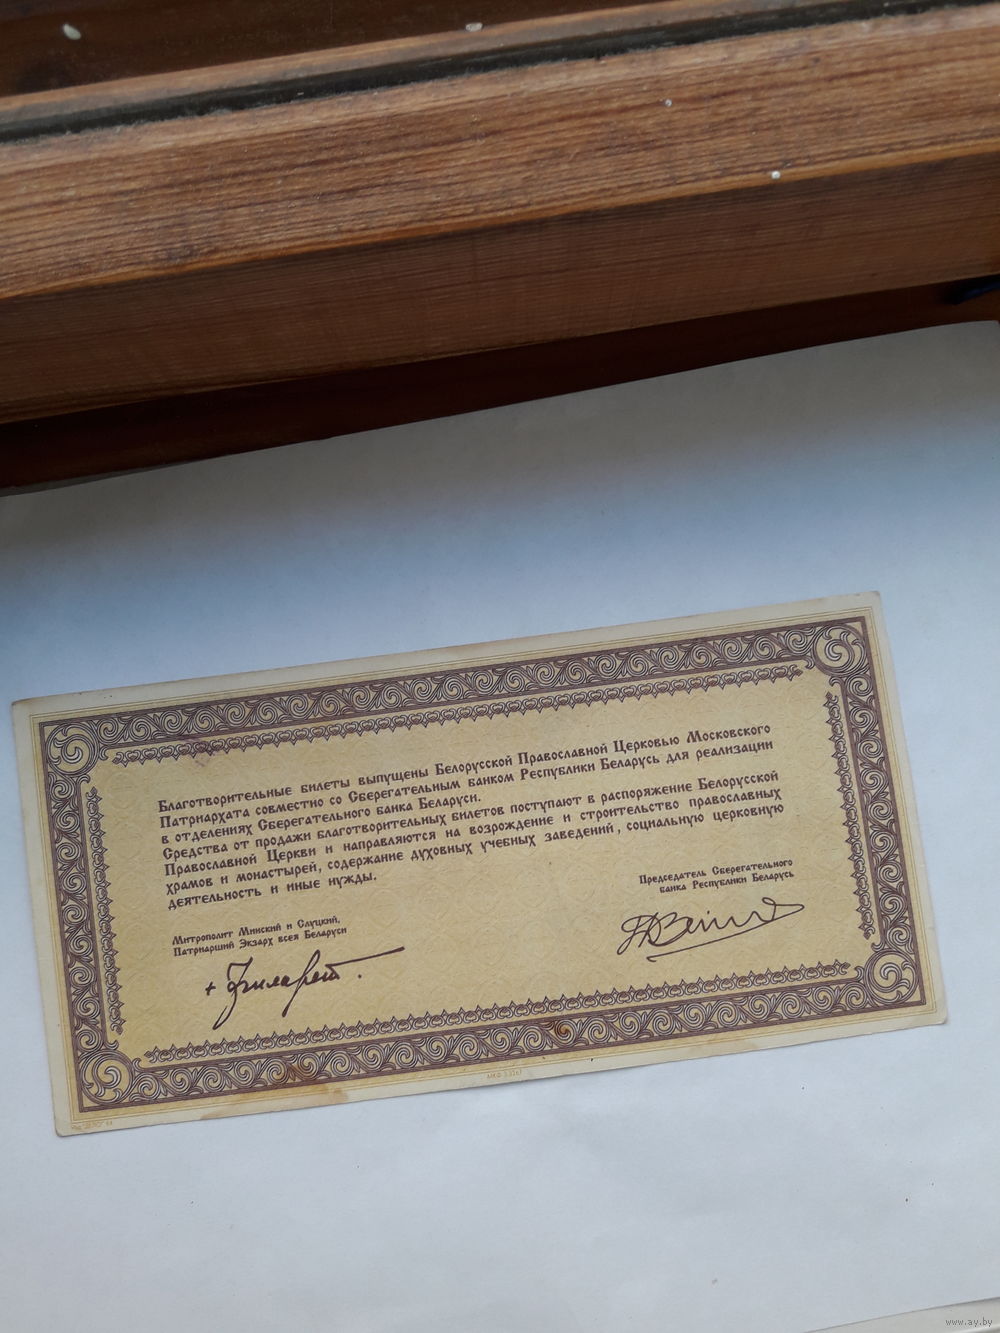 Благотворительные билеты выпущены Белорусской Православной Церковью Московского
Патриархата совместно со Сберегательным банком Республики Беларусь для реализации
в отделениях Сберегательного банка Беларуси.
Средства от продажи благотворительных билетов поступают в распоряжение Белорусской
Православной Церкви и направляются на возрождение и строительство православных
храмов и монастырей, содержание духовных учебных заведений, социальную церковную
деятельность и иные нужды.
Митрополит Минский и Слуцкий,
Патриарший Экзарх всея Беларуси
+ Филарет.
Председатель Сберегательного
банка Республики Беларусь
www.ay.by